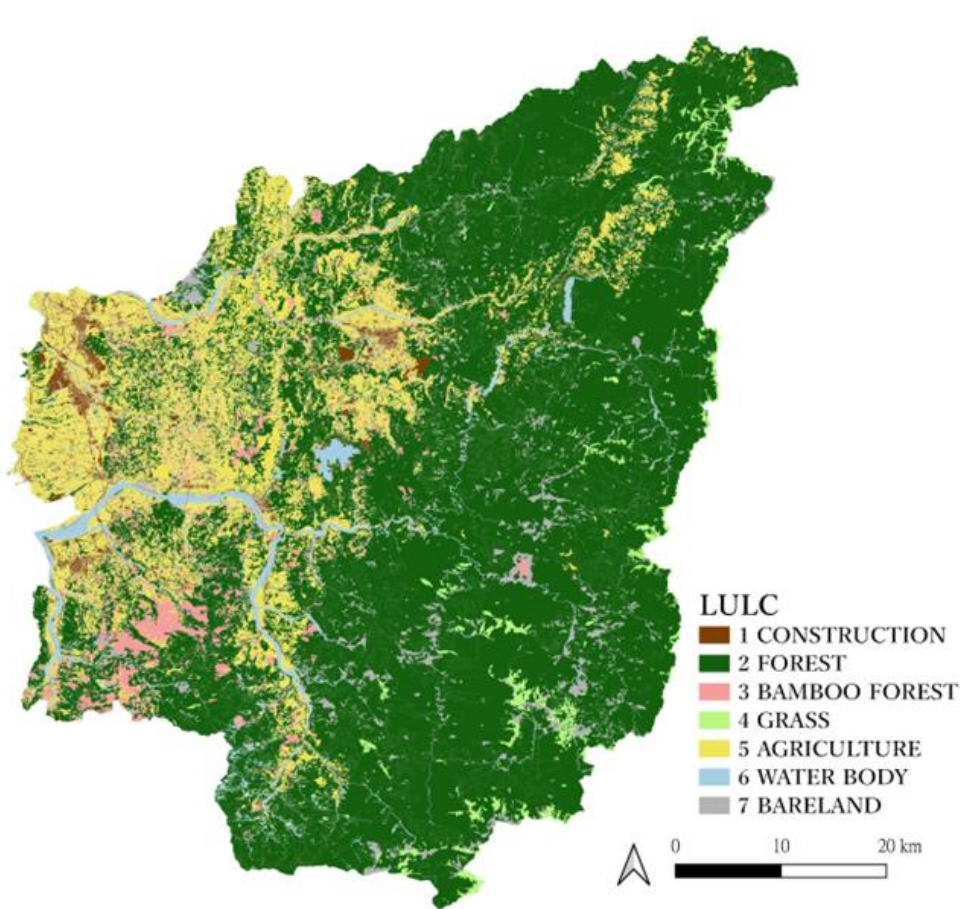 LULC
1 CONSTRUCTION
2 FOREST
3 BAMBOO FOREST
4 GRASS
5 AGRICULTURE
6 WATER BODY
7 BARELAND
0 10 20 km